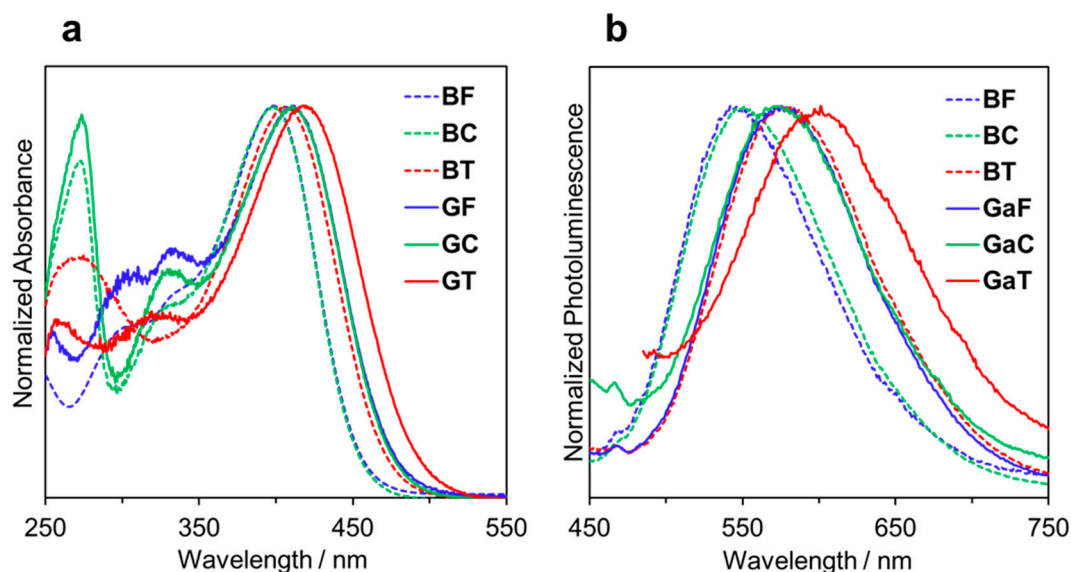 a
Normalized Absorbance
BF
BC
BT
GF
GC
GT
250
350
450
550
Wavelength / nm
b
Normalized Photoluminescence
BF
BC
BT
GaF
GaC
GaT
450
550
650
750
Wavelength / nm